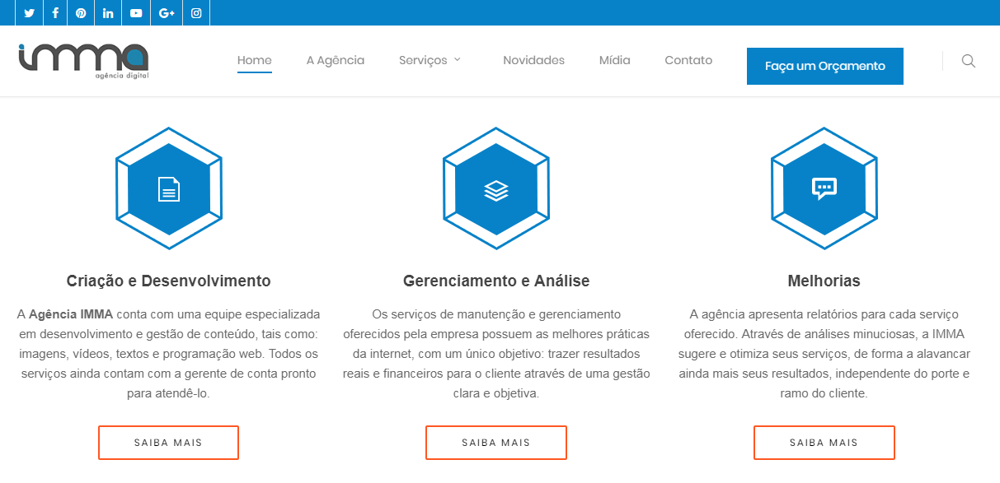 imma
agência digital
Home A Agência Serviços Novidades Mídia Contato Faça um Orçamento
Criação e Desenvolvimento
A Agência IMMA conta com uma equipe especializada
em desenvolvimento e gestão de conteúdo, tais como:
imagens, vídeos, textos e programação web. Todos os
serviços ainda contam com a gerente de conta pronto
para atendê-lo.
SAIBA MAIS
Gerenciamento e Análise
Os serviços de manutenção e gerenciamento
oferecidos pela empresa possuem as melhores práticas
da internet, com um único objetivo: trazer resultados
reais e financeiros para o cliente através de uma gestão
clara e objetiva.
SAIBA MAIS
Melhorias
A agência apresenta relatórios para cada serviço
oferecido. Através de análises minuciosas, a IMMA
sugere e otimiza seus serviços, de forma a alavancar
ainda mais seus resultados, independente do porte e
ramo do cliente.
SAIBA MAIS